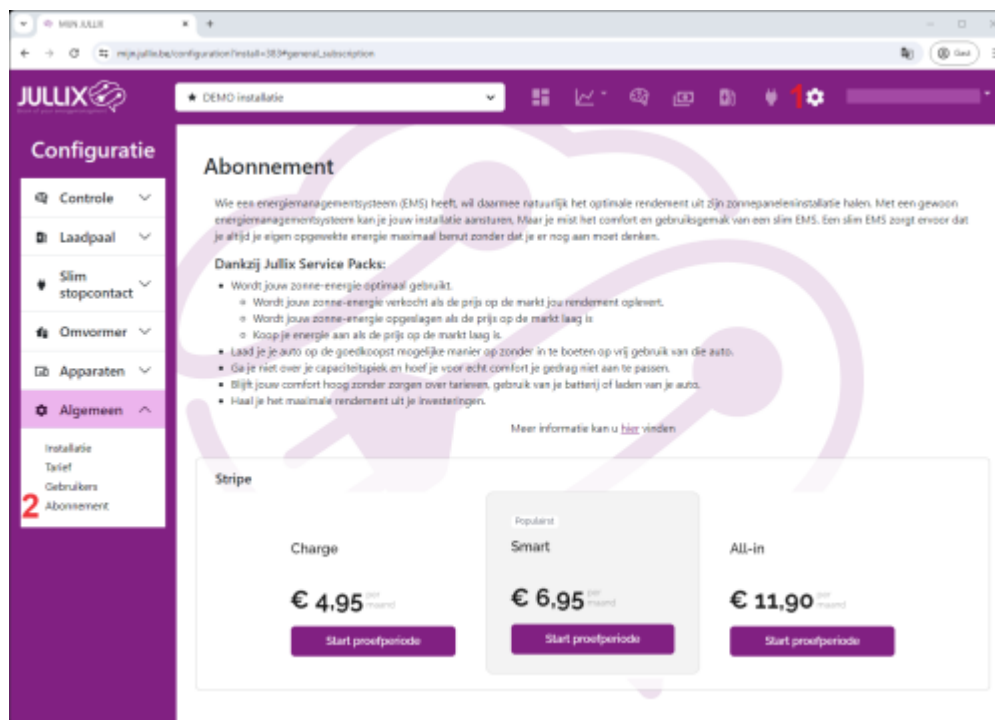 MIJN JULLIX
mijn.jullix.be/configuration?install=383#general_subscription
Gast
JULLIX
★ DEMO installatie
1
Configuratie
Controle
Laadpaal
Slim
stopcontact
Omvormer
Apparaten
Algemeen
Installatie
Tarief
Gebruikers
2 Abonnement
Abonnement
Wie een energiemanagementsysteem (EMS) heeft, wil daarmee natuurlijk het optimale rendement uit zijn zonnepaneleninstallatie halen. Met een gewoon
energiemanagementsysteem kan je jouw installatie aansturen. Maar je mist het comfort en gebruiksgemak van een slim EMS. Een slim EMS zorgt ervoor dat
je altijd je eigen opgewekte energie maximaal benut zonder dat je er nog aan moet denken.
Dankzij Jullix Service Packs:
• Wordt jouw zonne-energie optimaal gebruikt.
Wordt jouw zonne-energie verkocht als de prijs op de markt jou rendement oplevert.
Wordt jouw zonne-energie opgeslagen als de prijs op de markt laag is
Koop je energie aan als de prijs op de markt laag is.
• Laad je je auto op de goedkoopst mogelijke manier op zonder in te boeten op vrij gebruik van die auto.
• Ga je niet over je capaciteitspiek en hoef je voor echt comfort je gedrag niet aan te passen.
• Blijft jouw comfort hoog zonder zorgen over tarieven, gebruik van je batterij of laden van je auto.
• Haal je het maximale rendement uit je investeringen.
Meer informatie kan u hier vinden
Stripe
Populairst
Charge
Smart
All-in
€ 4,95 per maand
€ 6,95 per maand
€ 11,90 per maand
Start proefperiode
Start proefperiode
Start proefperiode